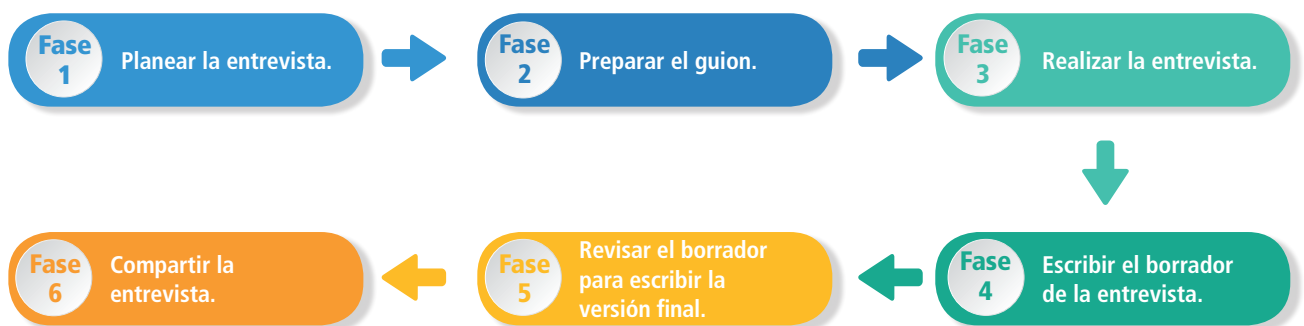 Fase
1
Planear la entrevista.
Fase
2
Preparar el guion.
Fase
3
Realizar la entrevista.
Fase
4
Escribir el borrador
de la entrevista.
Fase
5
Revisar el borrador
para escribir la
versión final.
Fase
6
Compartir la
entrevista.